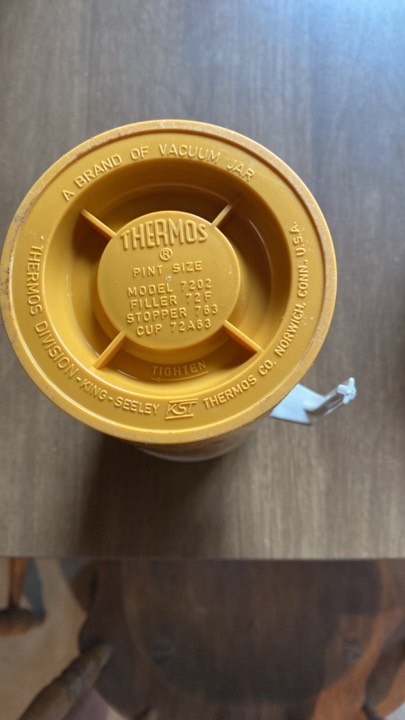 A BRAND OF VACUUM JAR
THERMOS
®
PINT SIZE
MODEL 7202
FILLER 72F
STOPPER 763
CUP 72A63
TIGHTEN
THERMOS DIVISION-KING-SEELEY KST THERMOS CO. NORWICH, CONN., U.S.A.